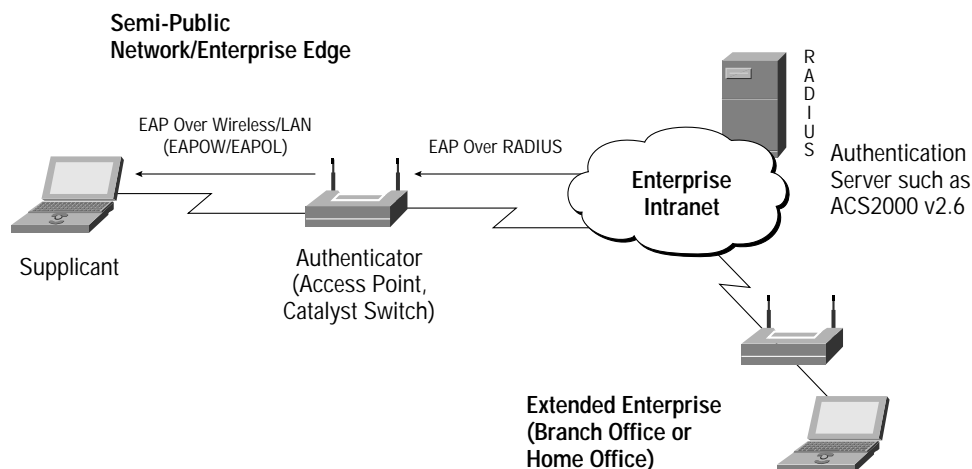 Semi-Public
Network/Enterprise Edge
EAP Over Wireless/LAN
(EAPOW/EAPOL)
EAP Over RADIUS
RADIUS
Enterprise
Intranet
Authentication
Server such as
ACS2000 v2.6
Supplicant
Authenticator
(Access Point,
Catalyst Switch)
Extended Enterprise
(Branch Office or
Home Office)